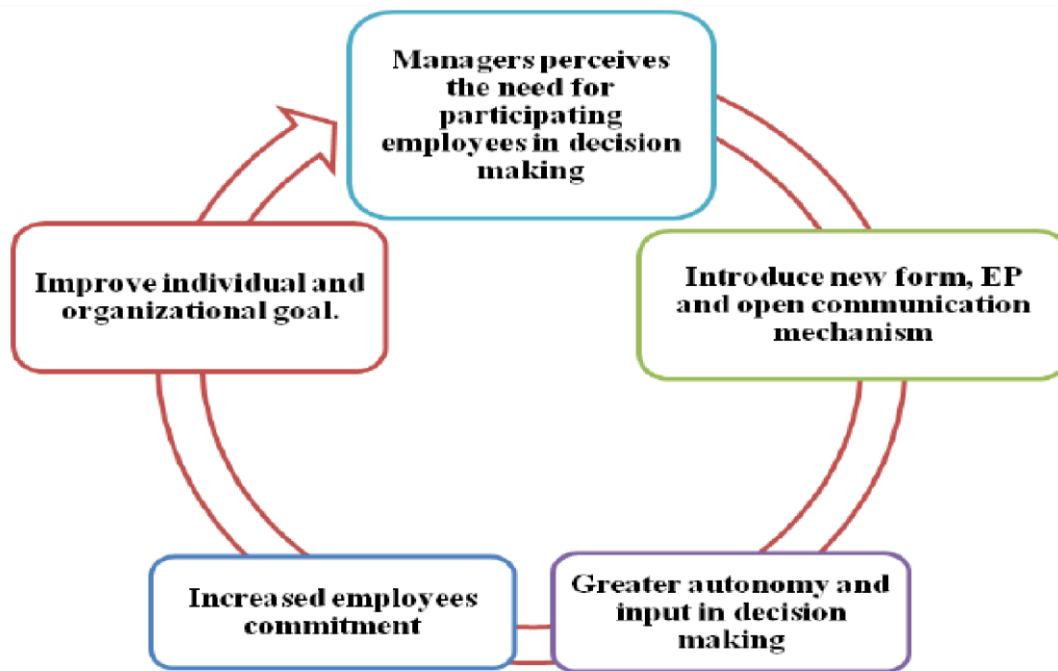 Managers perceives
the need for
participating
employees in decision
making
Introduce new form, EP
and open communication
mechanism
Greater autonomy and
input in decision
making
Increased employees
commitment
Improve individual and
organizational goal.